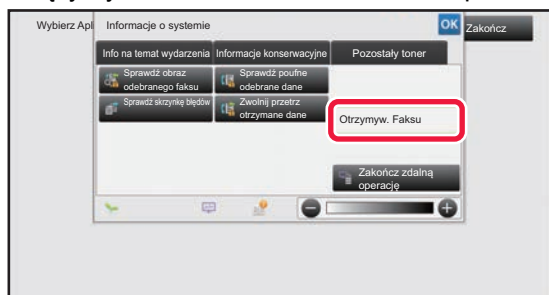 Wybierz Apl
Informacje o systemie
OK
Zakończ
Info na temat wydarzenia
Informacje konserwacyjne
Pozostały toner
Sprawdź obraz
odebranego faksu
Sprawdź poufne
odebrane dane
Sprawdź skrzynkę błędów
Zwolnij przetrz
otrzymane dane
Otrzymyw. Faksu
Zakończ zdalną
operację